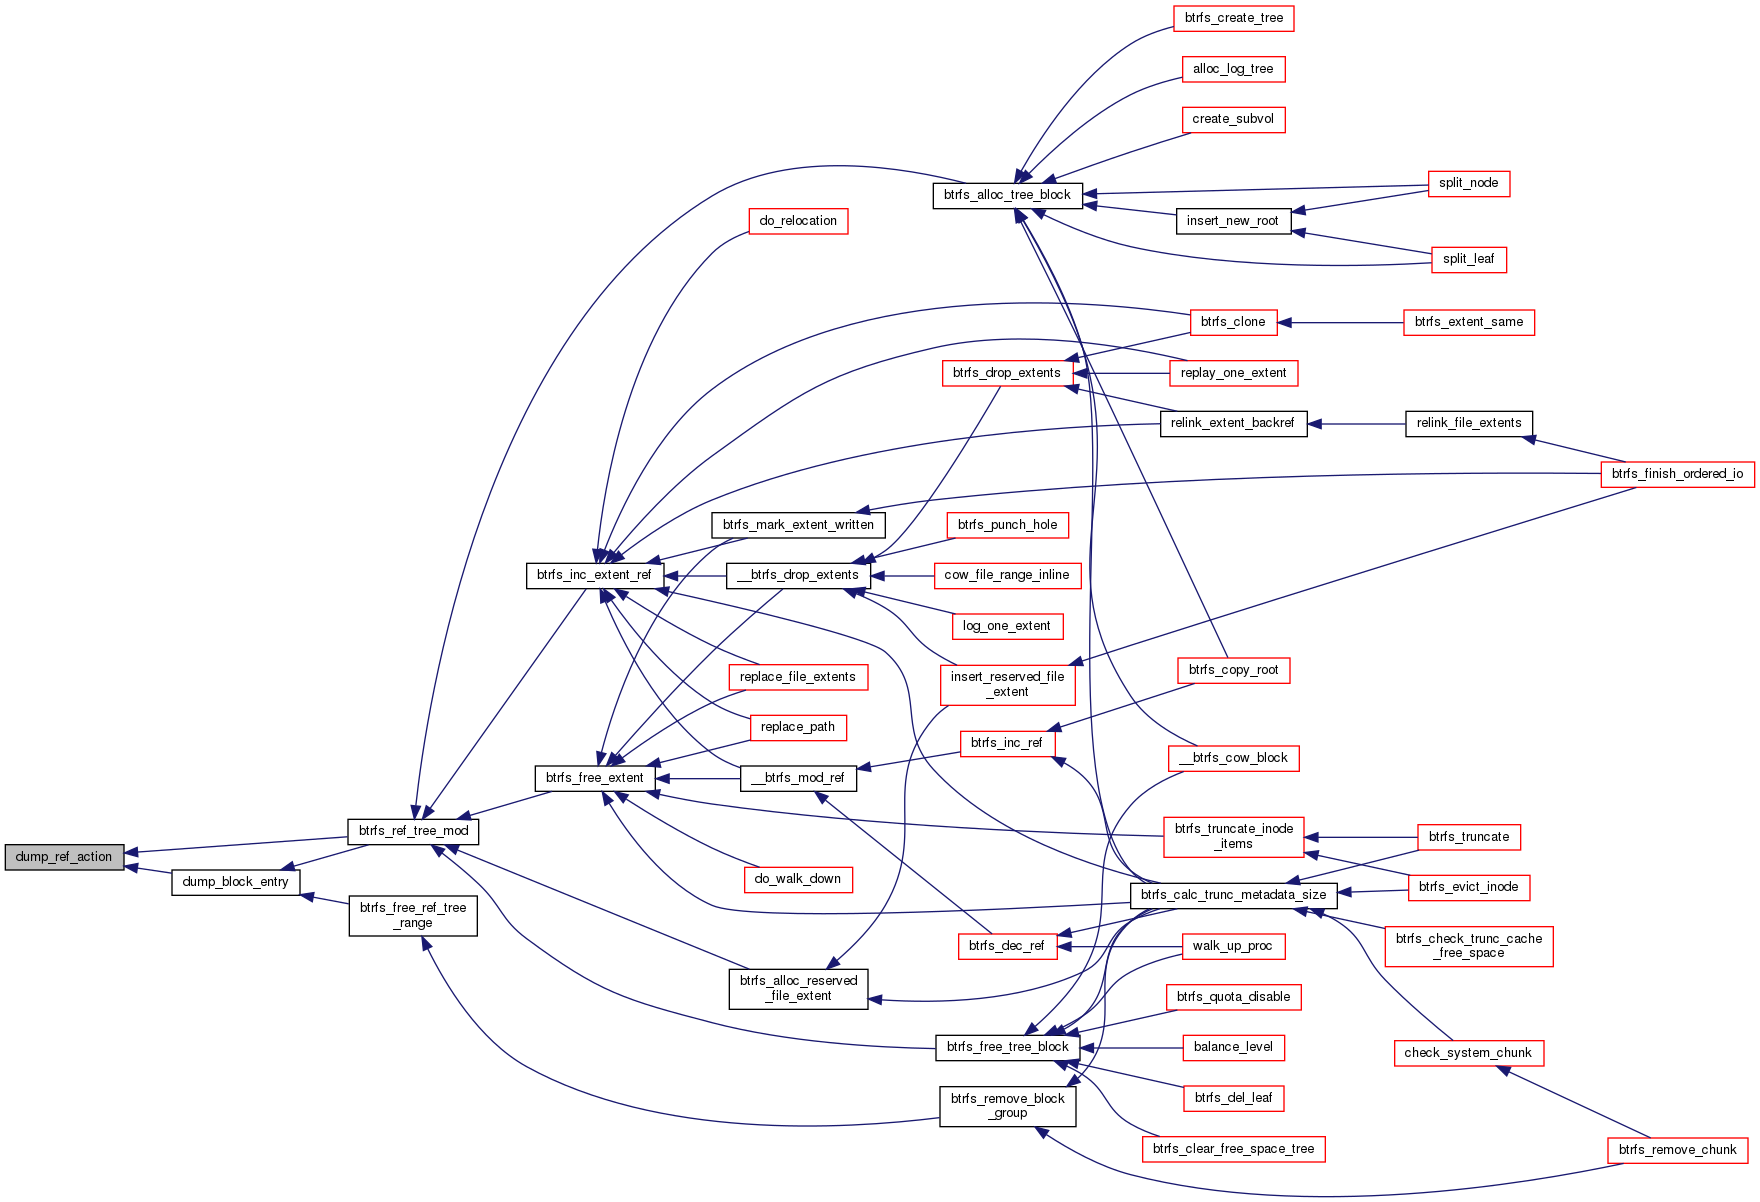 btrfs_create_tree
alloc_log_tree
create_subvol
split_node
btrfs_alloc_tree_block
insert_new_root
do_relocation
split_leaf
btrfs_clone
btrfs_extent_same
btrfs_drop_extents
replay_one_extent
relink_extent_backref
relink_file_extents
btrfs_finish_ordered_io
btrfs_mark_extent_written
btrfs_punch_hole
btrfs_inc_extent_ref
__btrfs_drop_extents
cow_file_range_inline
log_one_extent
replace_file_extents
insert_reserved_file
_extent
btrfs_copy_root
replace_path
btrfs_inc_ref
__btrfs_cow_block
btrfs_free_extent
__btrfs_mod_ref
btrfs_ref_tree_mod
btrfs_truncate_inode
_items
btrfs_truncate
dump_ref_action
dump_block_entry
do_walk_down
btrfs_calc_trunc_metadata_size
btrfs_evict_inode
btrfs_free_ref_tree
_range
btrfs_dec_ref
walk_up_proc
btrfs_check_trunc_cache
_free_space
btrfs_alloc_reserved
_file_extent
btrfs_quota_disable
btrfs_free_tree_block
balance_level
check_system_chunk
btrfs_remove_block
_group
btrfs_del_leaf
btrfs_clear_free_space_tree
btrfs_remove_chunk